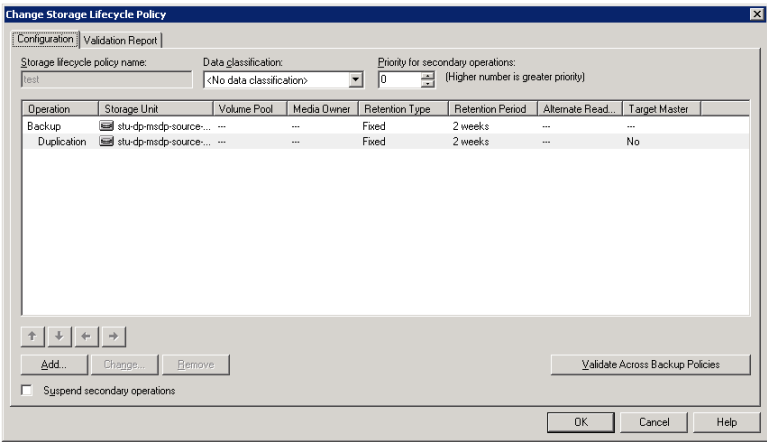 Change Storage Lifecycle Policy
Configuration Validation Report
Storage lifecycle policy name: Data classification: Priority for secondary operations:
test <No data classification> 0 (Higher number is greater priority)
Operation Storage Unit Volume Pool Media Owner Retention Type Retention Period Alternate Read... Target Master
Backup stu-dp-msdp-source-... --- --- Fixed 2 weeks --- ---
Duplication stu-dp-msdp-source-... --- --- Fixed 2 weeks --- No
Add... Change... Remove Validate Across Backup Policies
Suspend secondary operations
OK Cancel Help